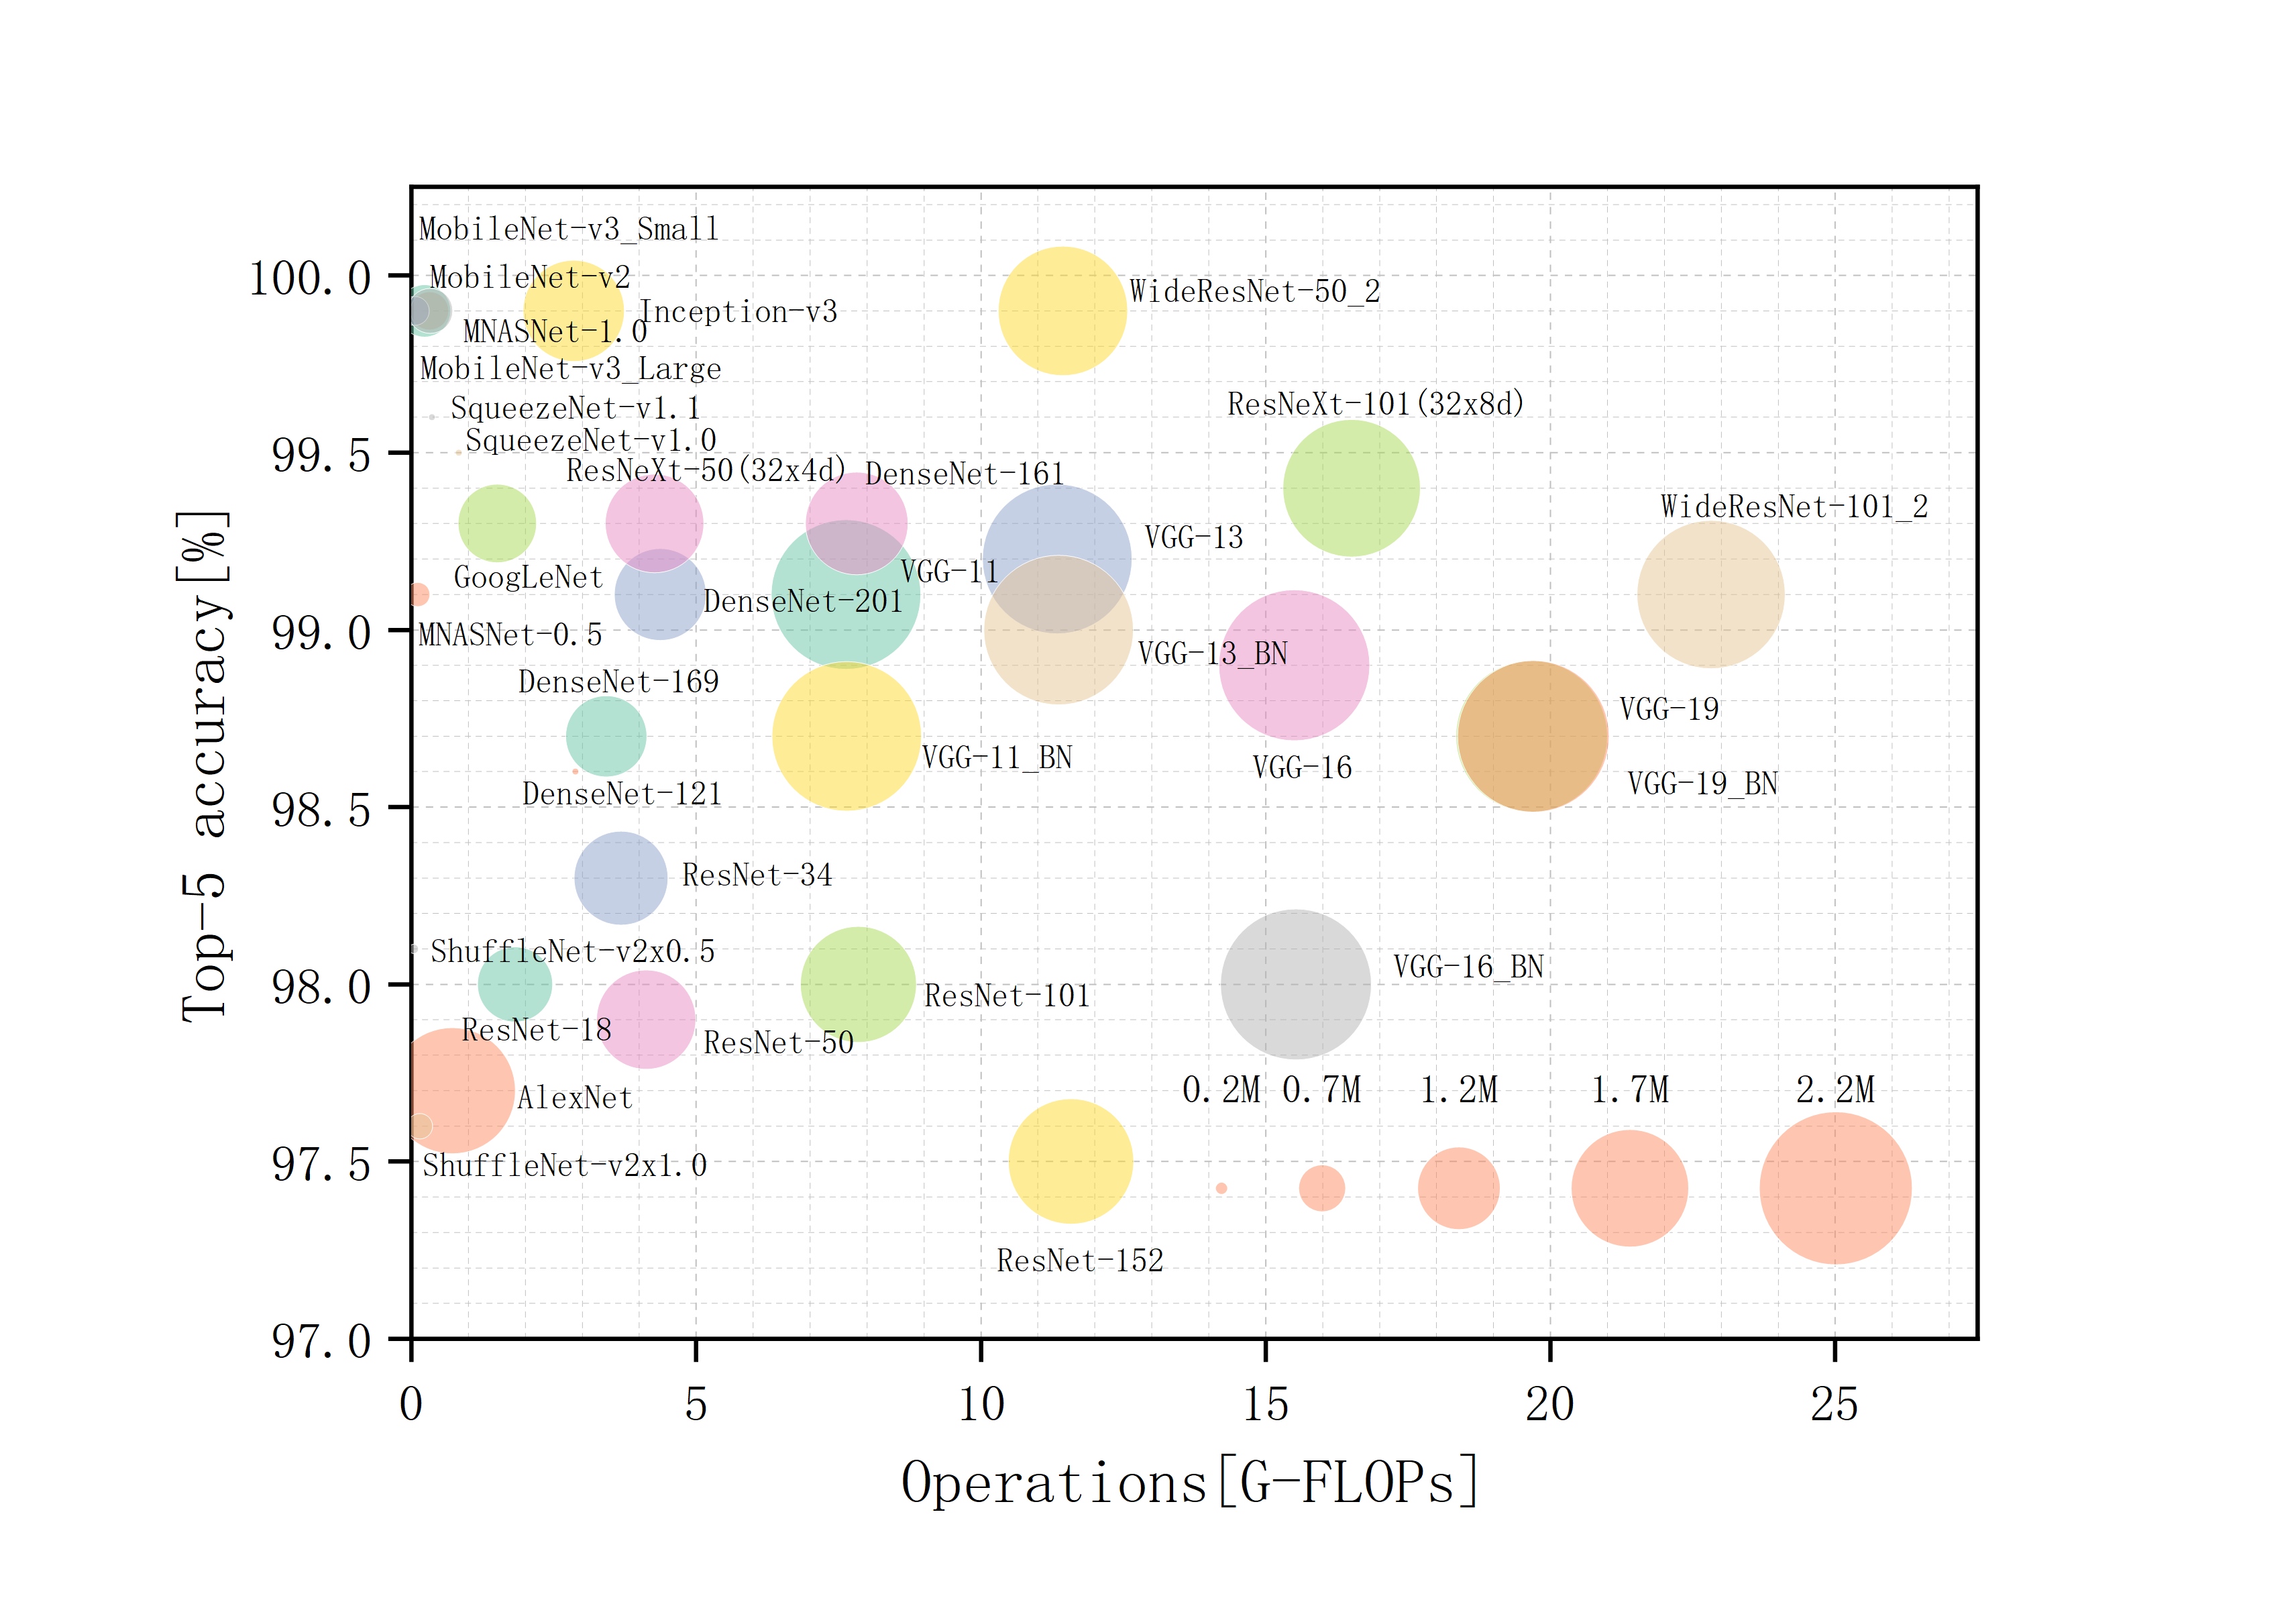 MobileNet-v3_Small
100.0
MobileNet-v2
WideResNet-50_2
Inception-v3
MNASNet-1.0
MobileNet-v3_Large
ResNeXt-101(32x8d)
SqueezeNet-v1.1
SqueezeNet-v1.0
99.5
ResNeXt-50(32x4d)
DenseNet-161
WideResNet-101_2
VGG-13
VGG-11
GoogLeNet
DenseNet-201
MNASNet-0.5
99.0
VGG-13_BN
DenseNet-169
VGG-19
VGG-11_BN
VGG-16
VGG-19_BN
DenseNet-121
98.5
ResNet-34
ShuffleNet-v2x0.5
VGG-16_BN
98.0
ResNet-101
ResNet-18
ResNet-50
AlexNet
0.2M 0.7M 1.2M 1.7M 2.2M
97.5
ShuffleNet-v2x1.0
ResNet-152
97.0
Top-5 accuracy[%]
0 5 10 15 20 25
Operations[G-FLOPs]